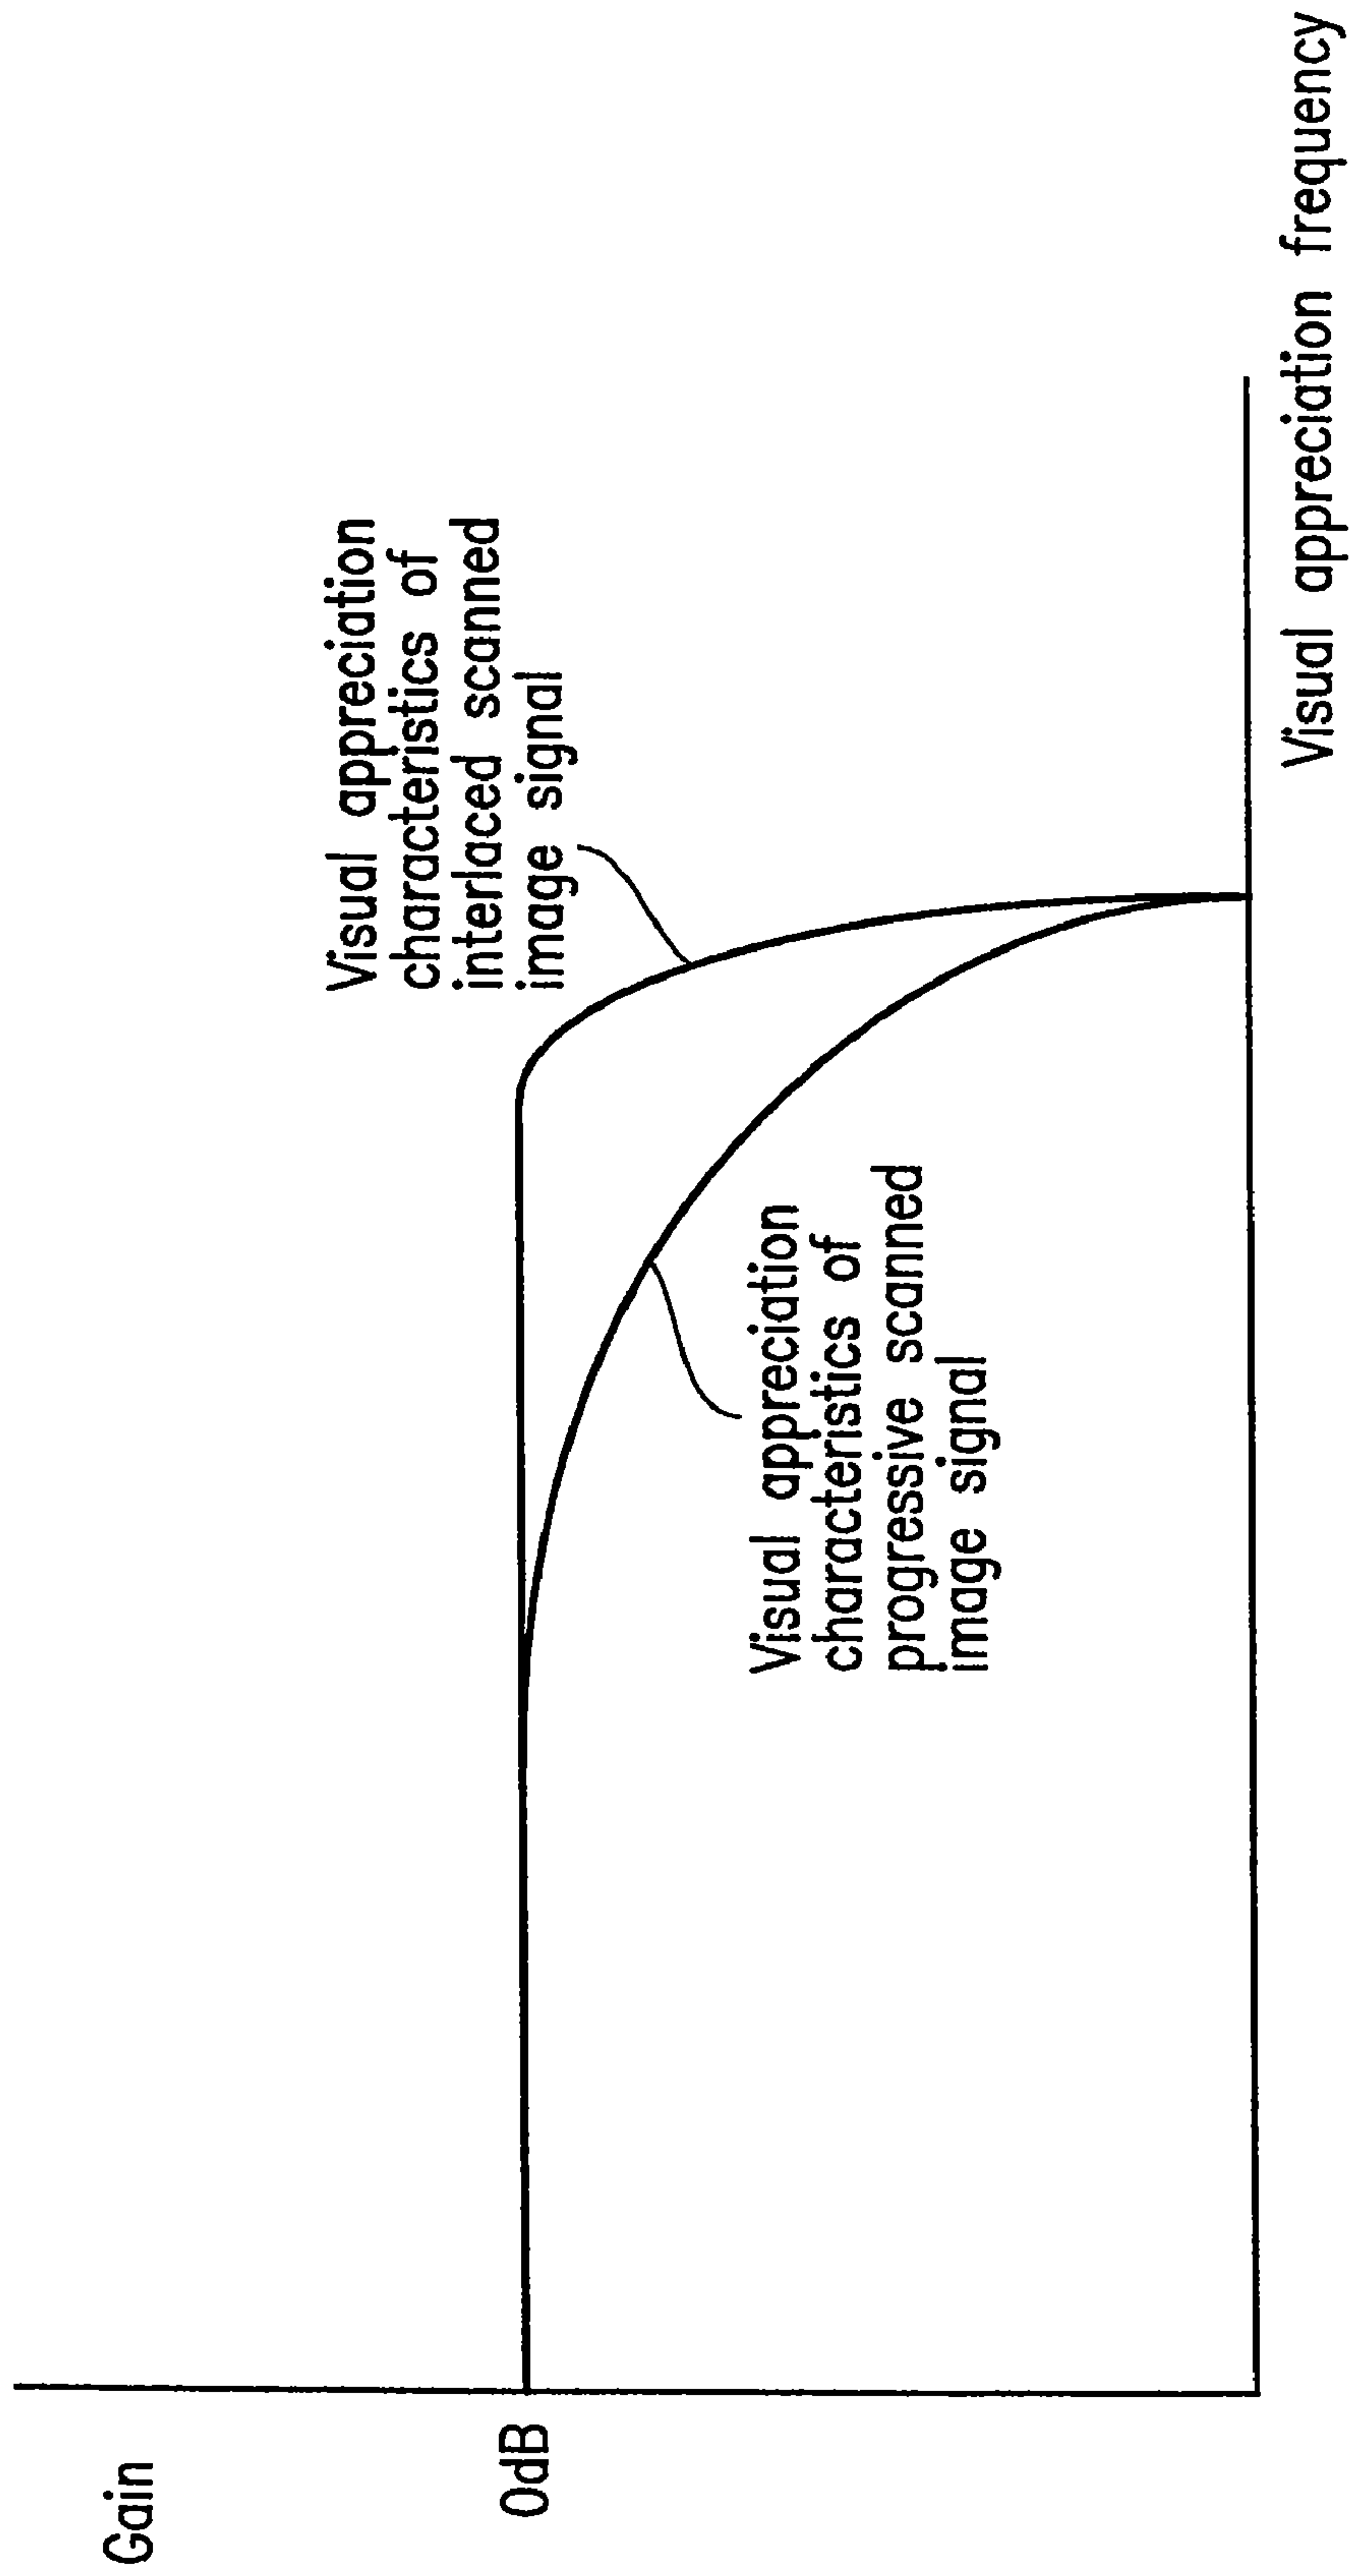 Gain
0dB
Visual appreciation
characteristics of
interlaced scanned
image signal
Visual appreciation
characteristics of
progressive scanned
image signal
Visual appreciation frequency